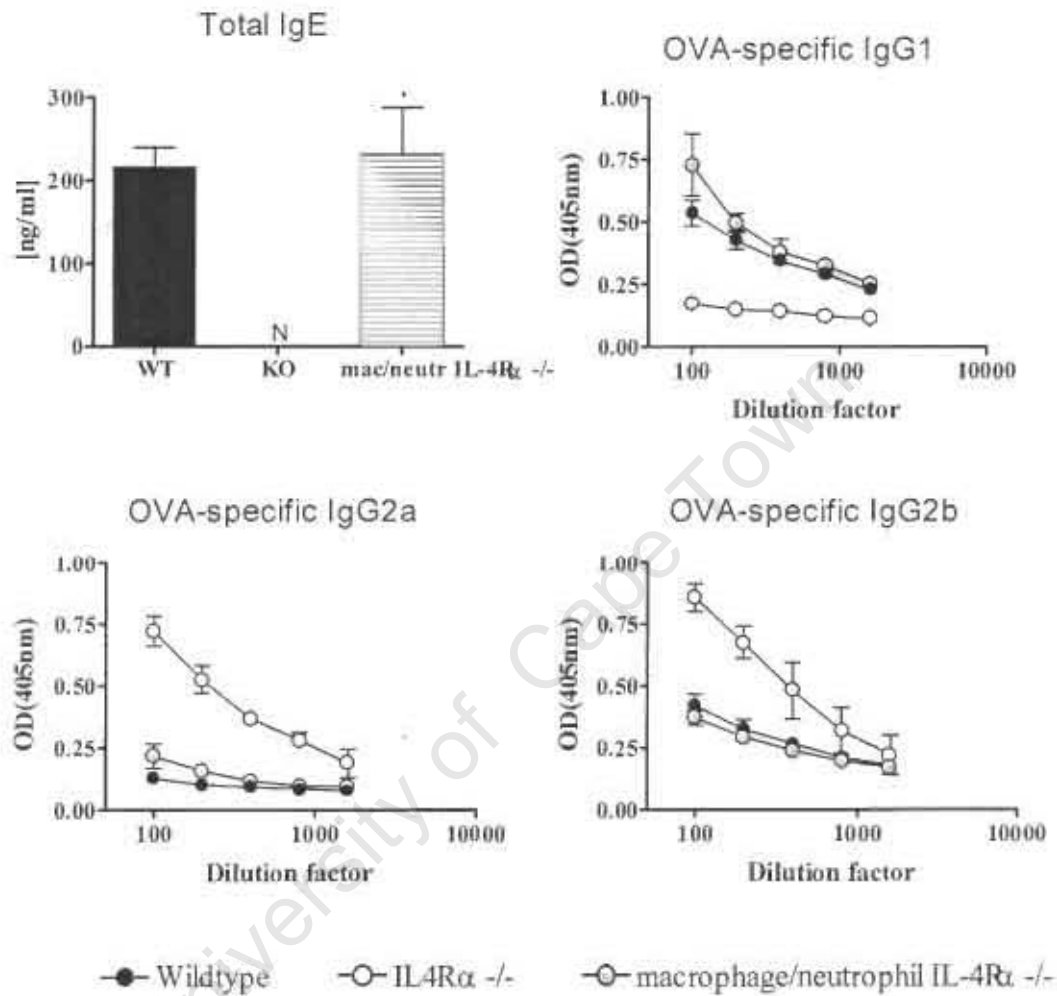 Total IgE
300
200
100
0
[ng/ml]
N
WT KO mac/neutr IL-4Rα -/-
OVA-specific IgG1
1.00
0.75
0.50
0.25
0.00
OD(405nm)
100 1000 10000
Dilution factor
OVA-specific IgG2a
1.00
0.75
0.50
0.25
0.00
OD(405nm)
100 1000 10000
Dilution factor
OVA-specific IgG2b
1.00
0.75
0.50
0.25
0.00
OD(405nm)
100 1000 10000
Dilution factor
Wildtype IL4Rα -/- macrophage/neutrophil IL-4Rα -/-
University of Cape Town